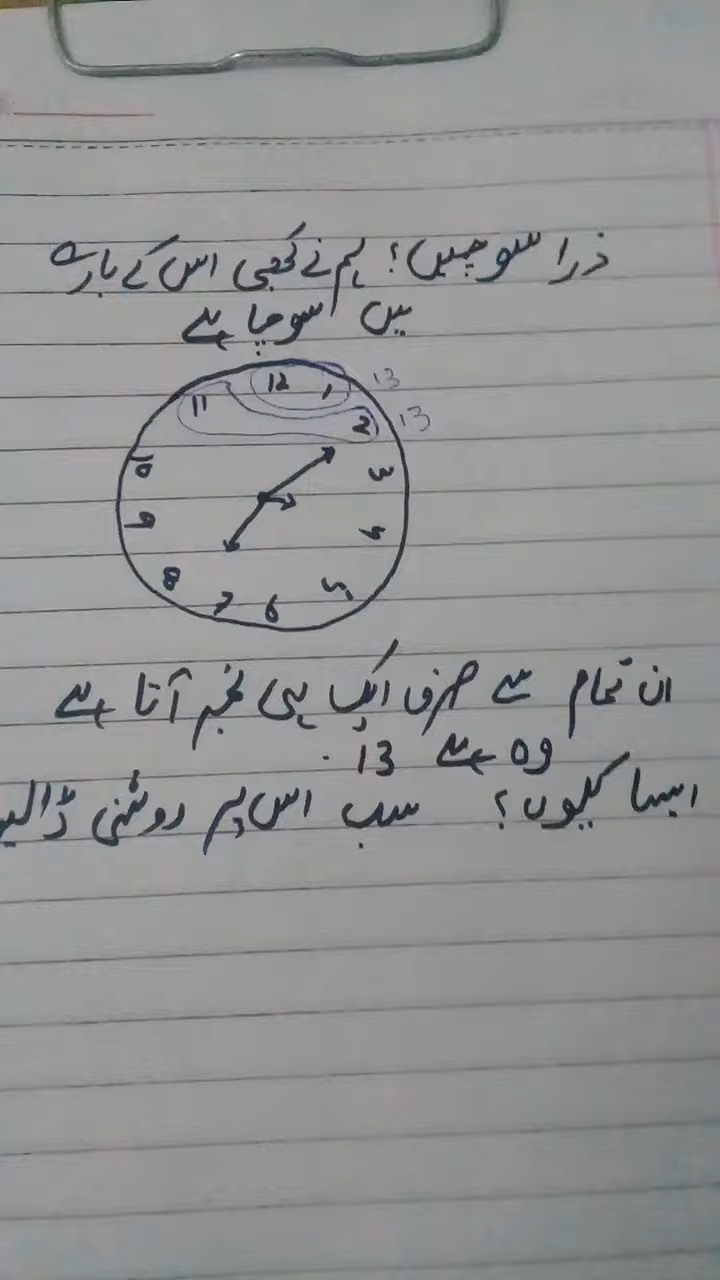 ذرا سوچیں؟ ہم نے کبھی اس کے بارے
میں سوچا ہے
12
11 1 13
2 13
10 3
9 4
8 5
7 6
ان تمام سے صرف ایک ہی نمبر آتا ہے
وہ ہے 13 .
ایسا کیوں؟ سب اس پر روشنی